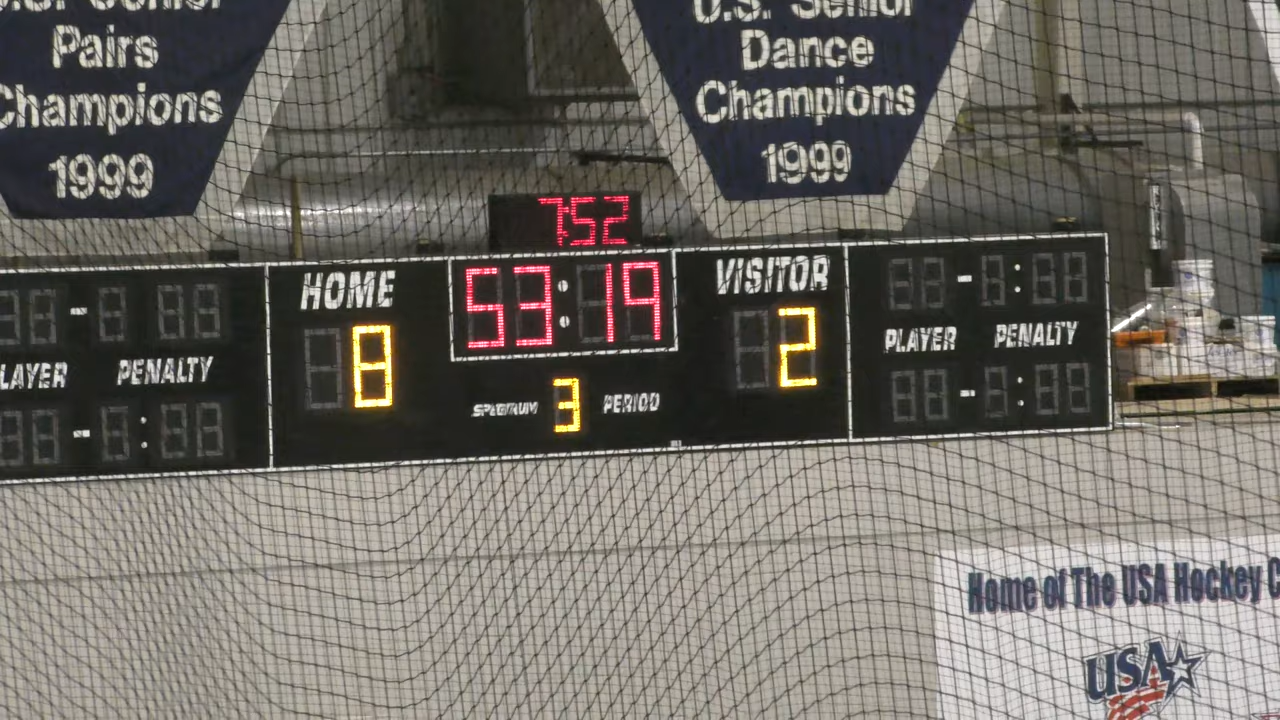 Pairs
Champions
1999
U.S. Senior
Dance
Champions
1999
7:52
HOME
53:19
VISITOR
8
2
3
SPECTRUM
PERIOD
PENALTY
PLAYER
PENALTY
Home of The USA Hockey
USA